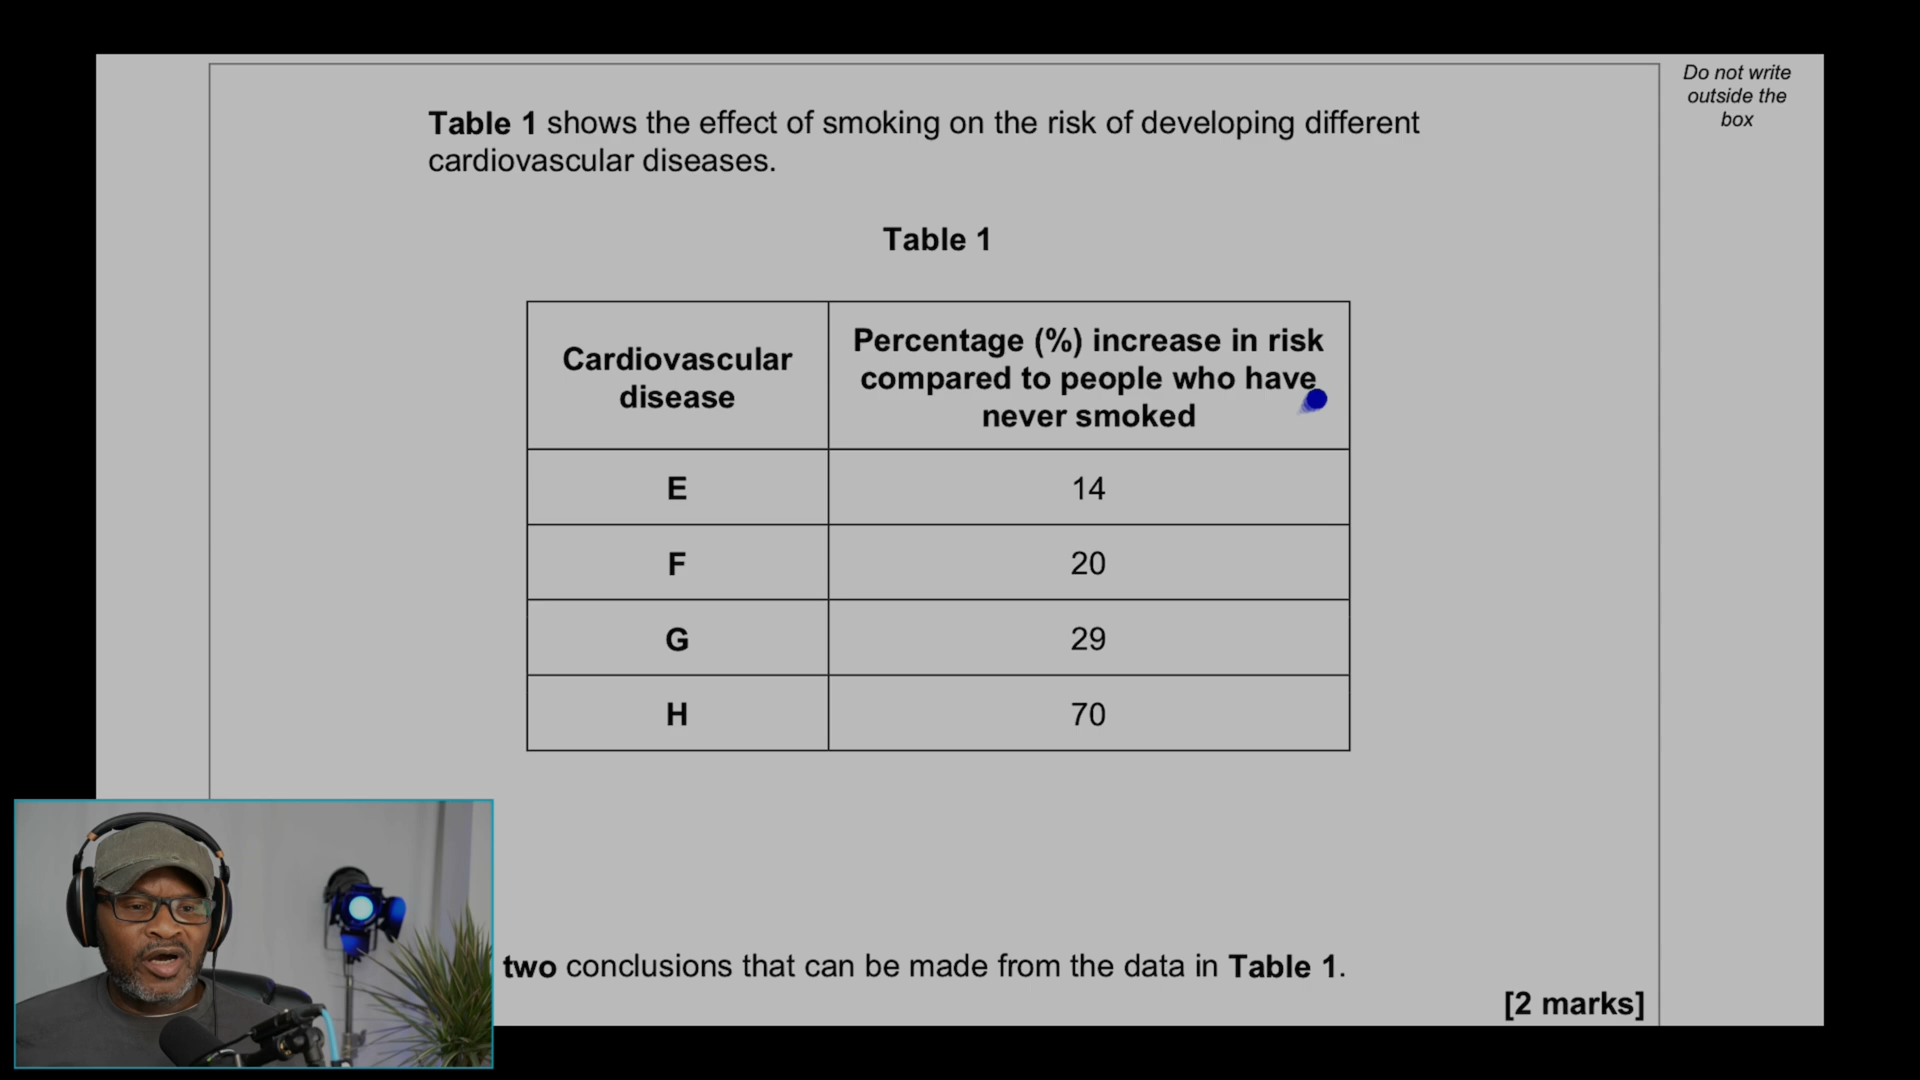 Do not write
outside the
box
Table 1 shows the effect of smoking on the risk of developing different
cardiovascular diseases.
Table 1
Cardiovascular
disease
Percentage (%) increase in risk
compared to people who have
never smoked
E
14
F
20
G
29
H
70
two conclusions that can be made from the data in Table 1.
[2 marks]